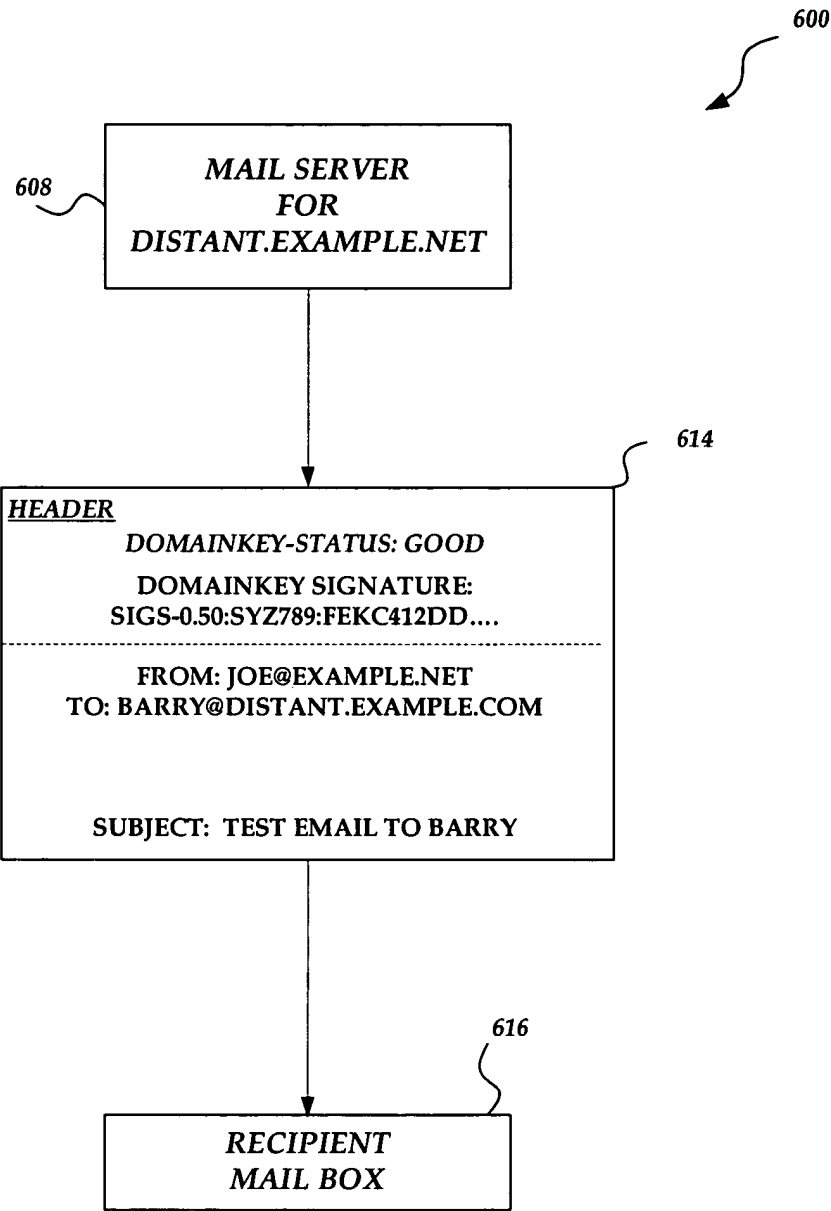 600
MAIL SERVER
FOR
DISTANT.EXAMPLE.NET
608
614
HEADER
DOMAINKEY-STATUS: GOOD
DOMAINKEY SIGNATURE:
SIGS-0.50:SYZ789:FEKC412DD....
FROM: JOE@EXAMPLE.NET
TO: BARRY@DISTANT.EXAMPLE.COM
SUBJECT: TEST EMAIL TO BARRY
616
RECIPIENT
MAIL BOX